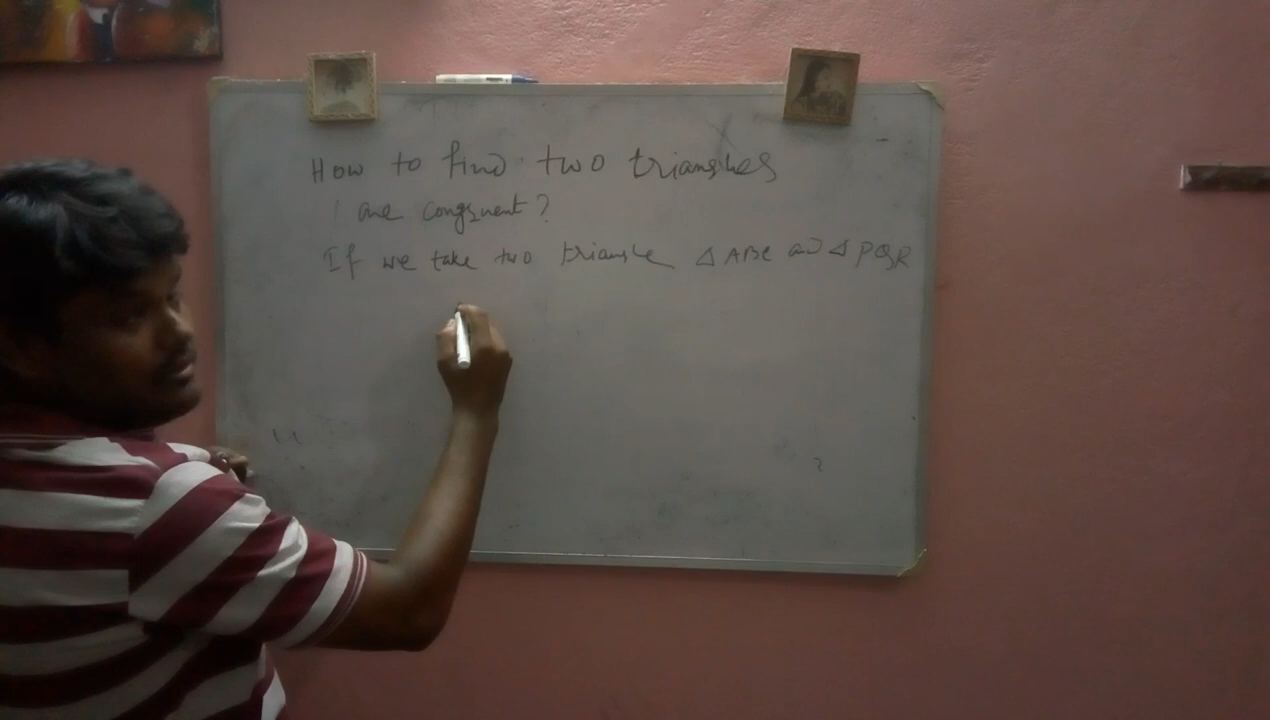 How to find two triangles
are congruent?
If we take two triangle Δ ABC and Δ PQR